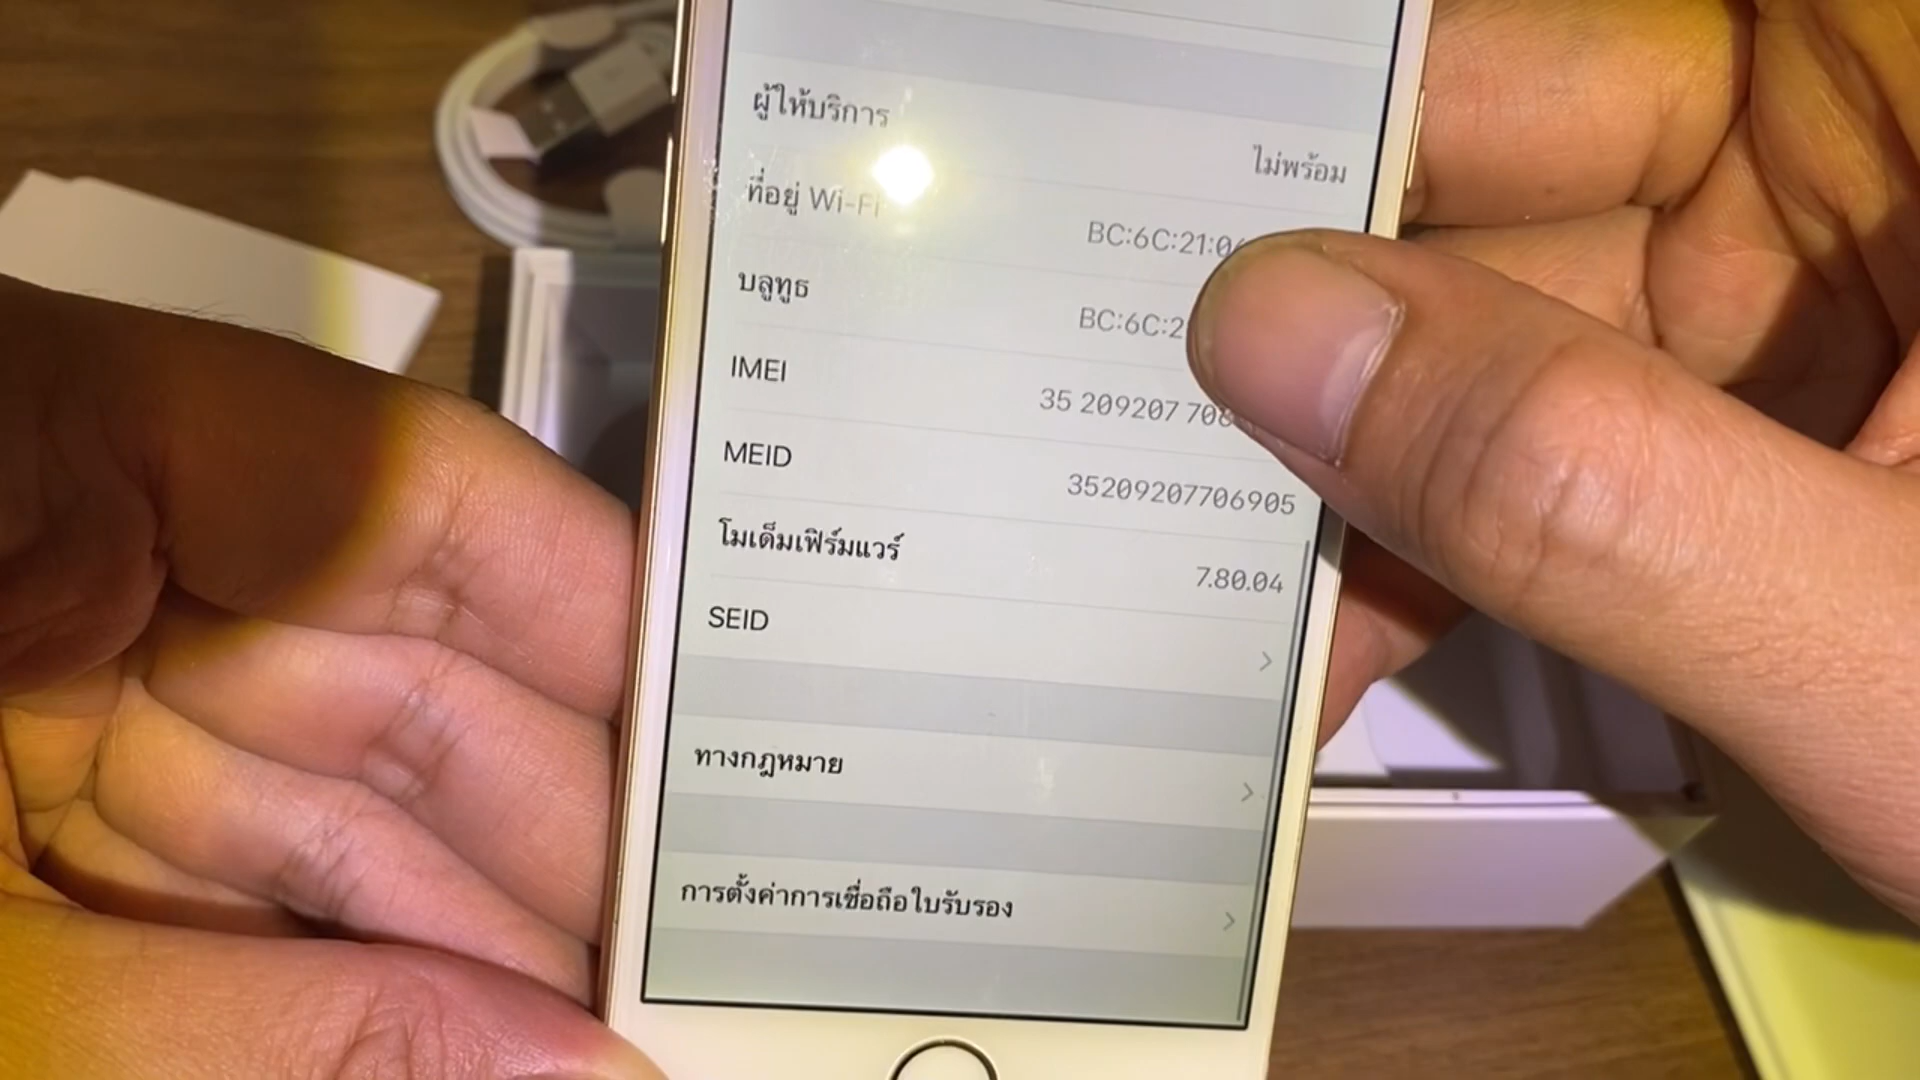 ผู้ให้บริการ ไม่พร้อม
ที่อยู่ Wi-Fi BC:6C:21:0
บลูทูธ BC:6C:2
IMEI 35 209207 70
MEID 35209207706905
โมเด็มเฟิร์มแวร์ 7.80.04
SEID
ทางกฎหมาย
การตั้งค่าการเชื่อถือใบรับรอง